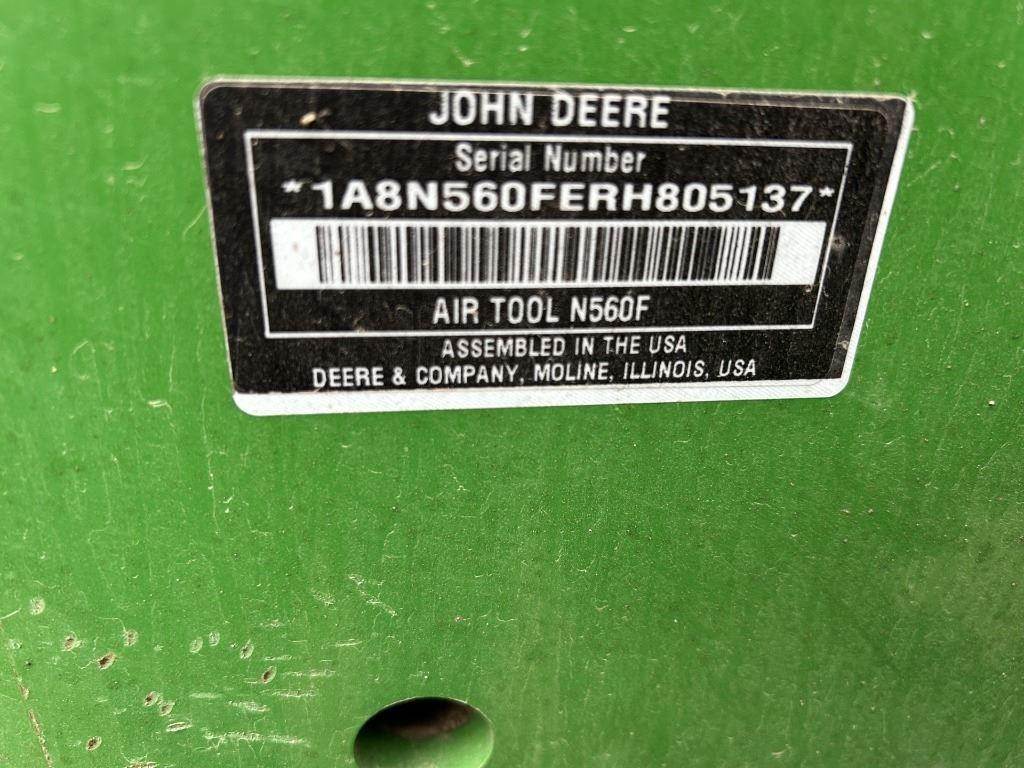 JOHN DEERE
Serial Number
*1A8N560FERH805137*
AIR TOOL N560F
ASSEMBLED IN THE USA
DEERE & COMPANY, MOLINE, ILLINOIS, USA